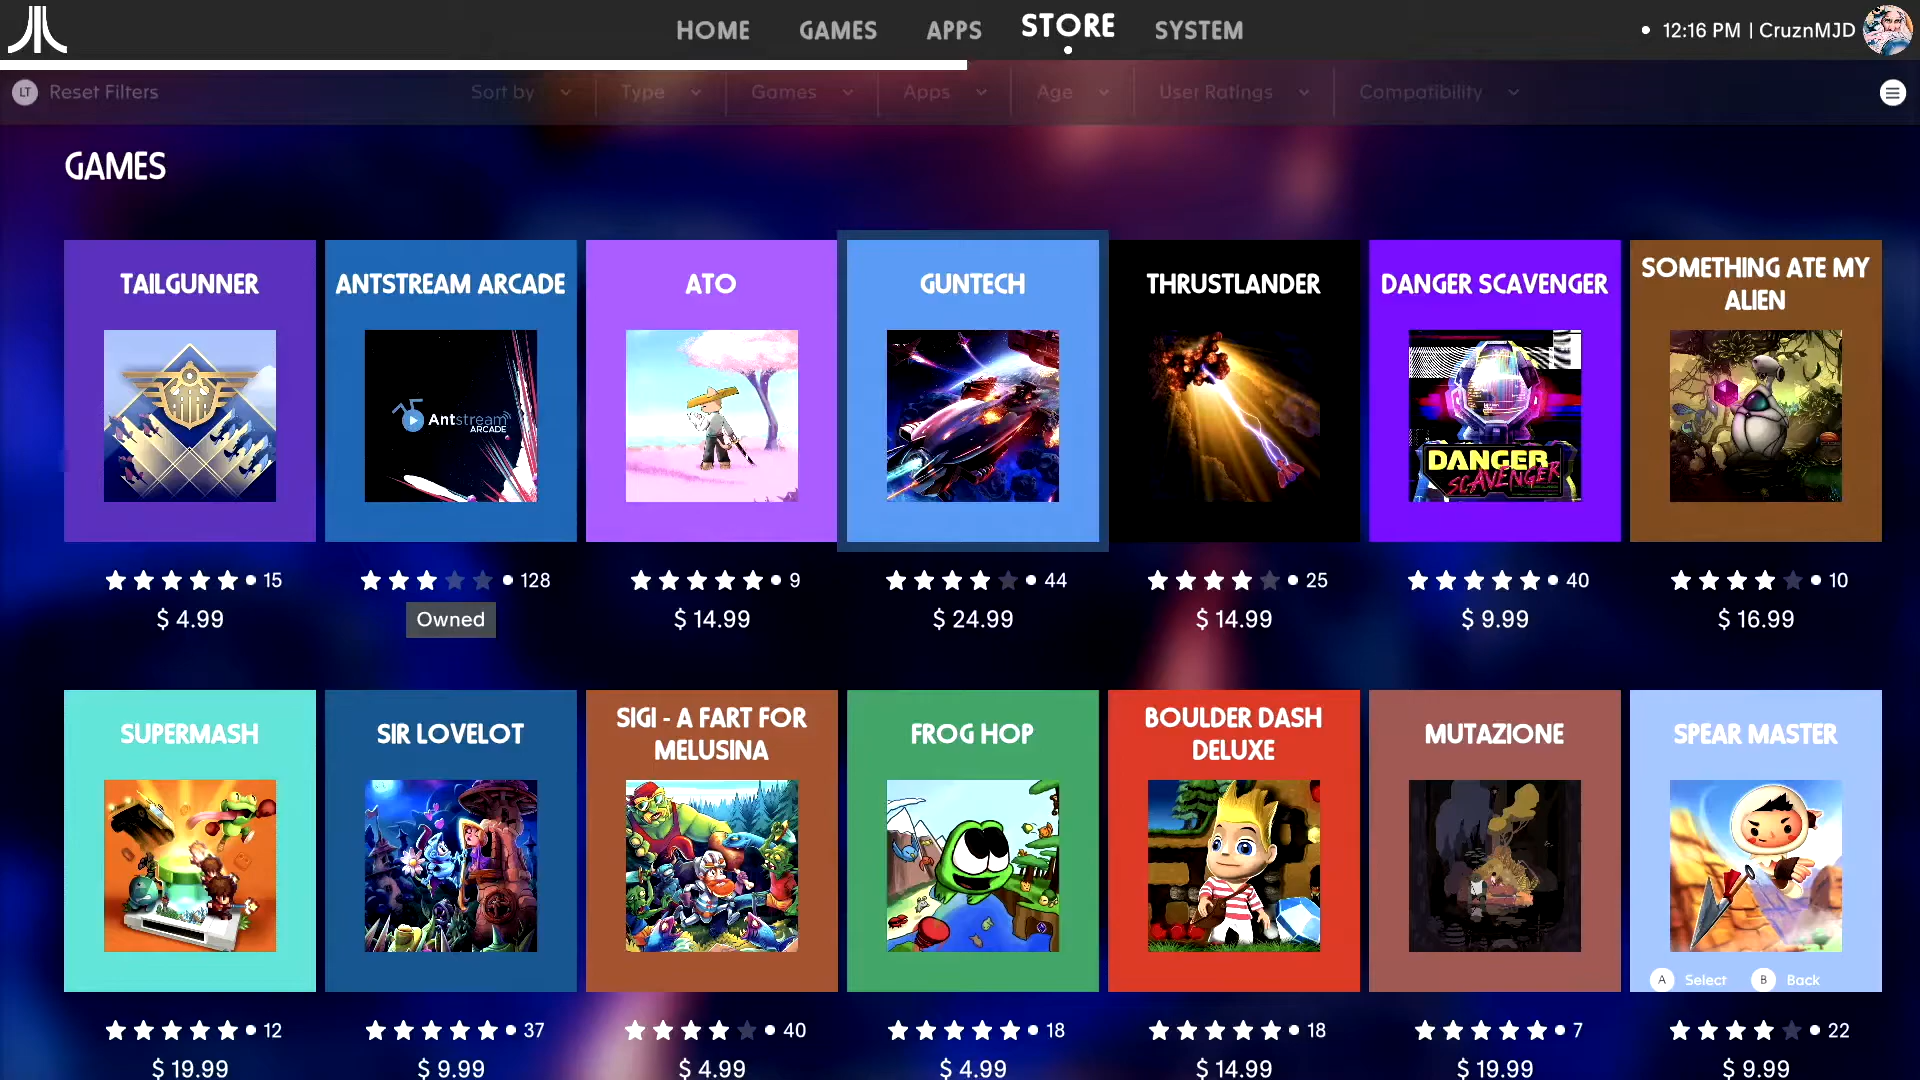 HOME GAMES APPS STORE SYSTEM 12:16 PM | CruznMJD
LT Reset Filters Sort by Type Games Apps Age User Ratings Compatibility
GAMES
TAILGUNNER
ANTSTREAM ARCADE
Antstream
ARCADE
ATO
GUNTECH
THRUSTLANDER
DANGER SCAVENGER
DANGER
SCAVENGER
SOMETHING ATE MY
ALIEN
15
128
9
44
25
40
10
$ 4.99
Owned
$ 14.99
$ 24.99
$ 14.99
$ 9.99
$ 16.99
SUPERMASH
SIR LOVELOT
SIGI - A FART FOR
MELUSINA
FROG HOP
BOULDER DASH
DELUXE
MUTAZIONE
SPEAR MASTER
A Select B Back
12
37
40
18
18
7
22
$ 19.99
$ 9.99
$ 4.99
$ 4.99
$ 14.99
$ 19.99
$ 9.99